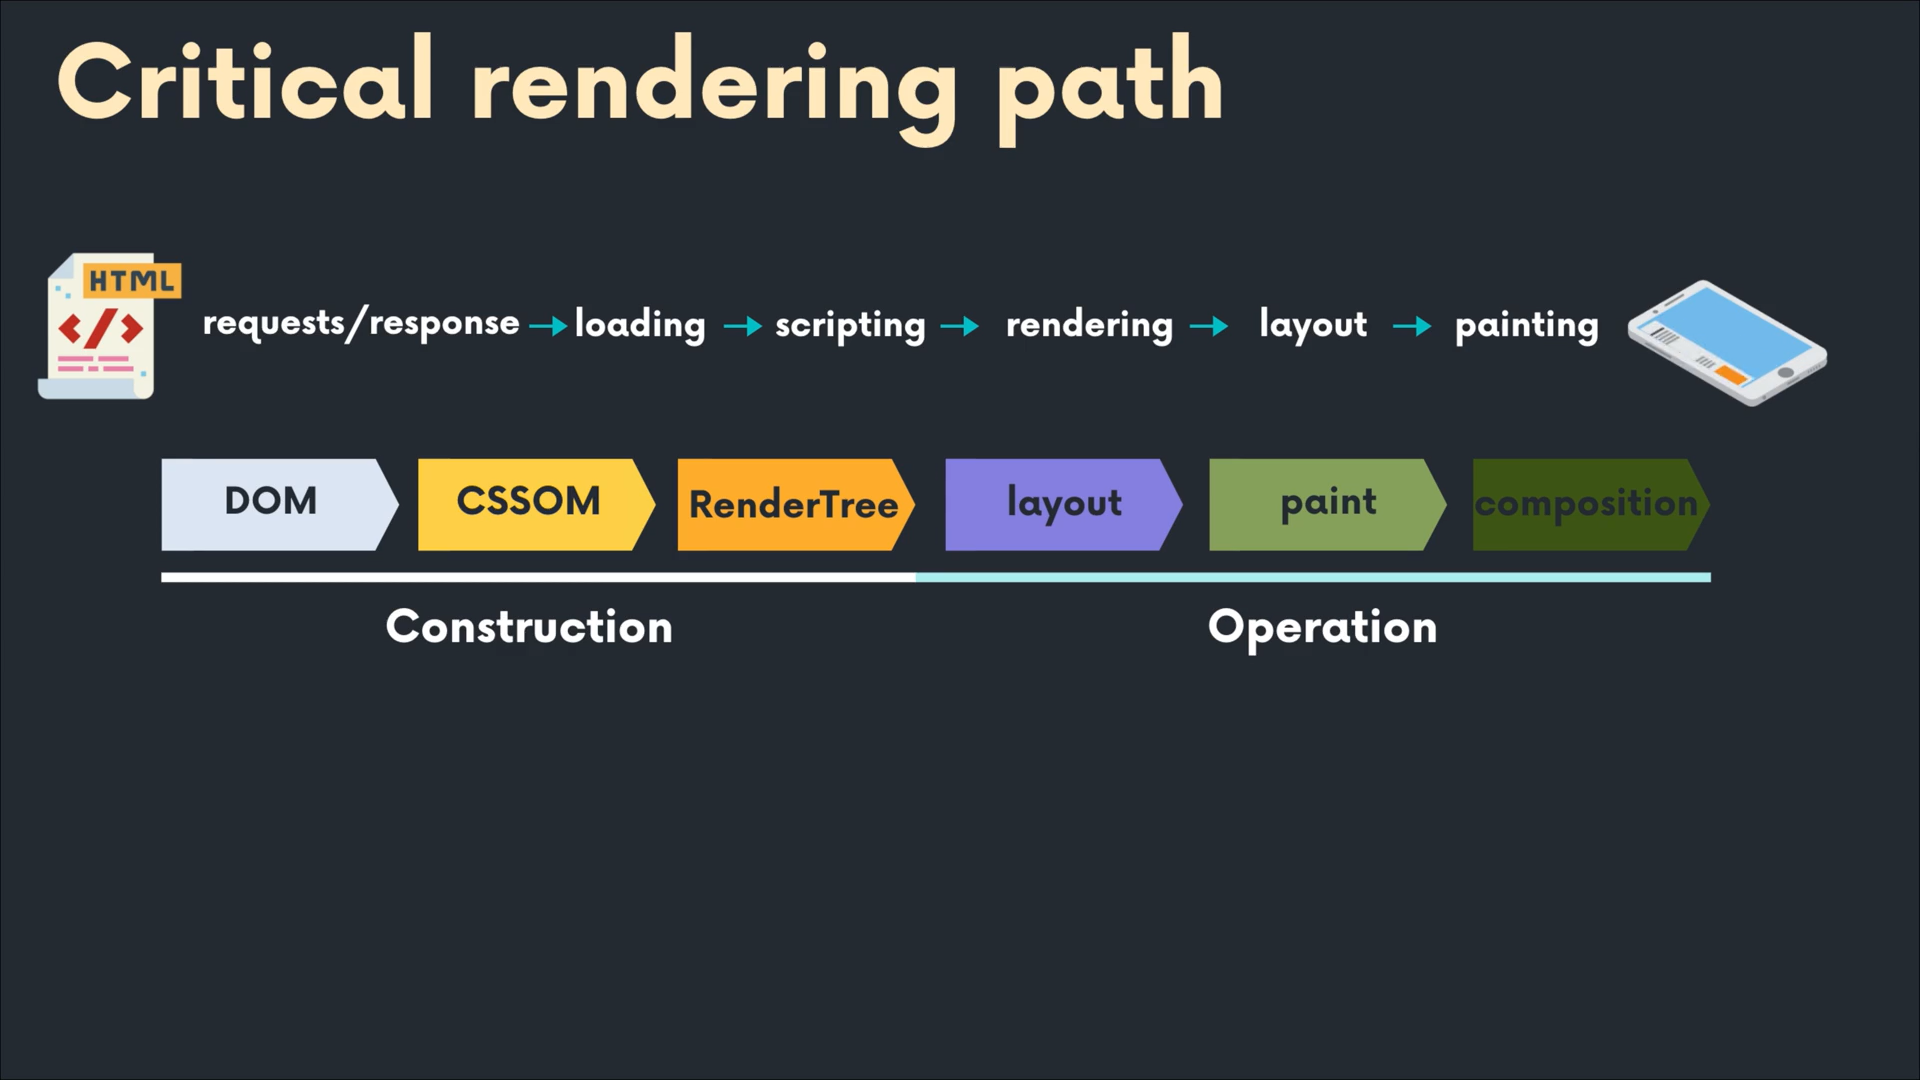 Critical rendering path
HTML
requests/response → loading → scripting → rendering → layout → painting
DOM CSSOM RenderTree layout paint composition
Construction Operation